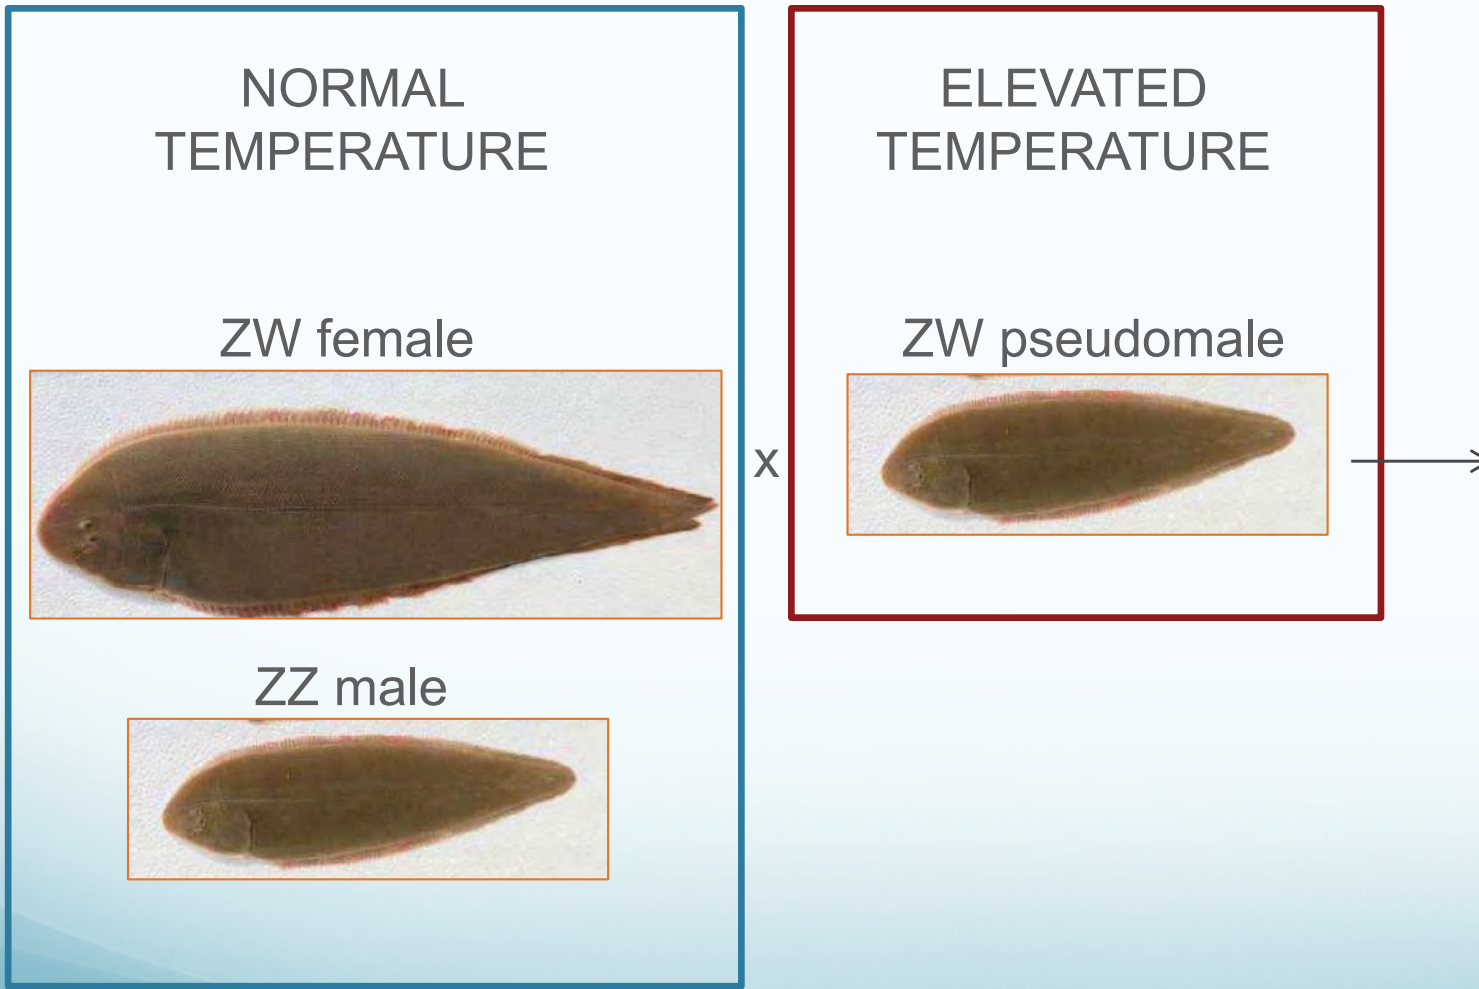 NORMAL
TEMPERATURE
ZW female
ZZ male
x
ELEVATED
TEMPERATURE
ZW pseudomale